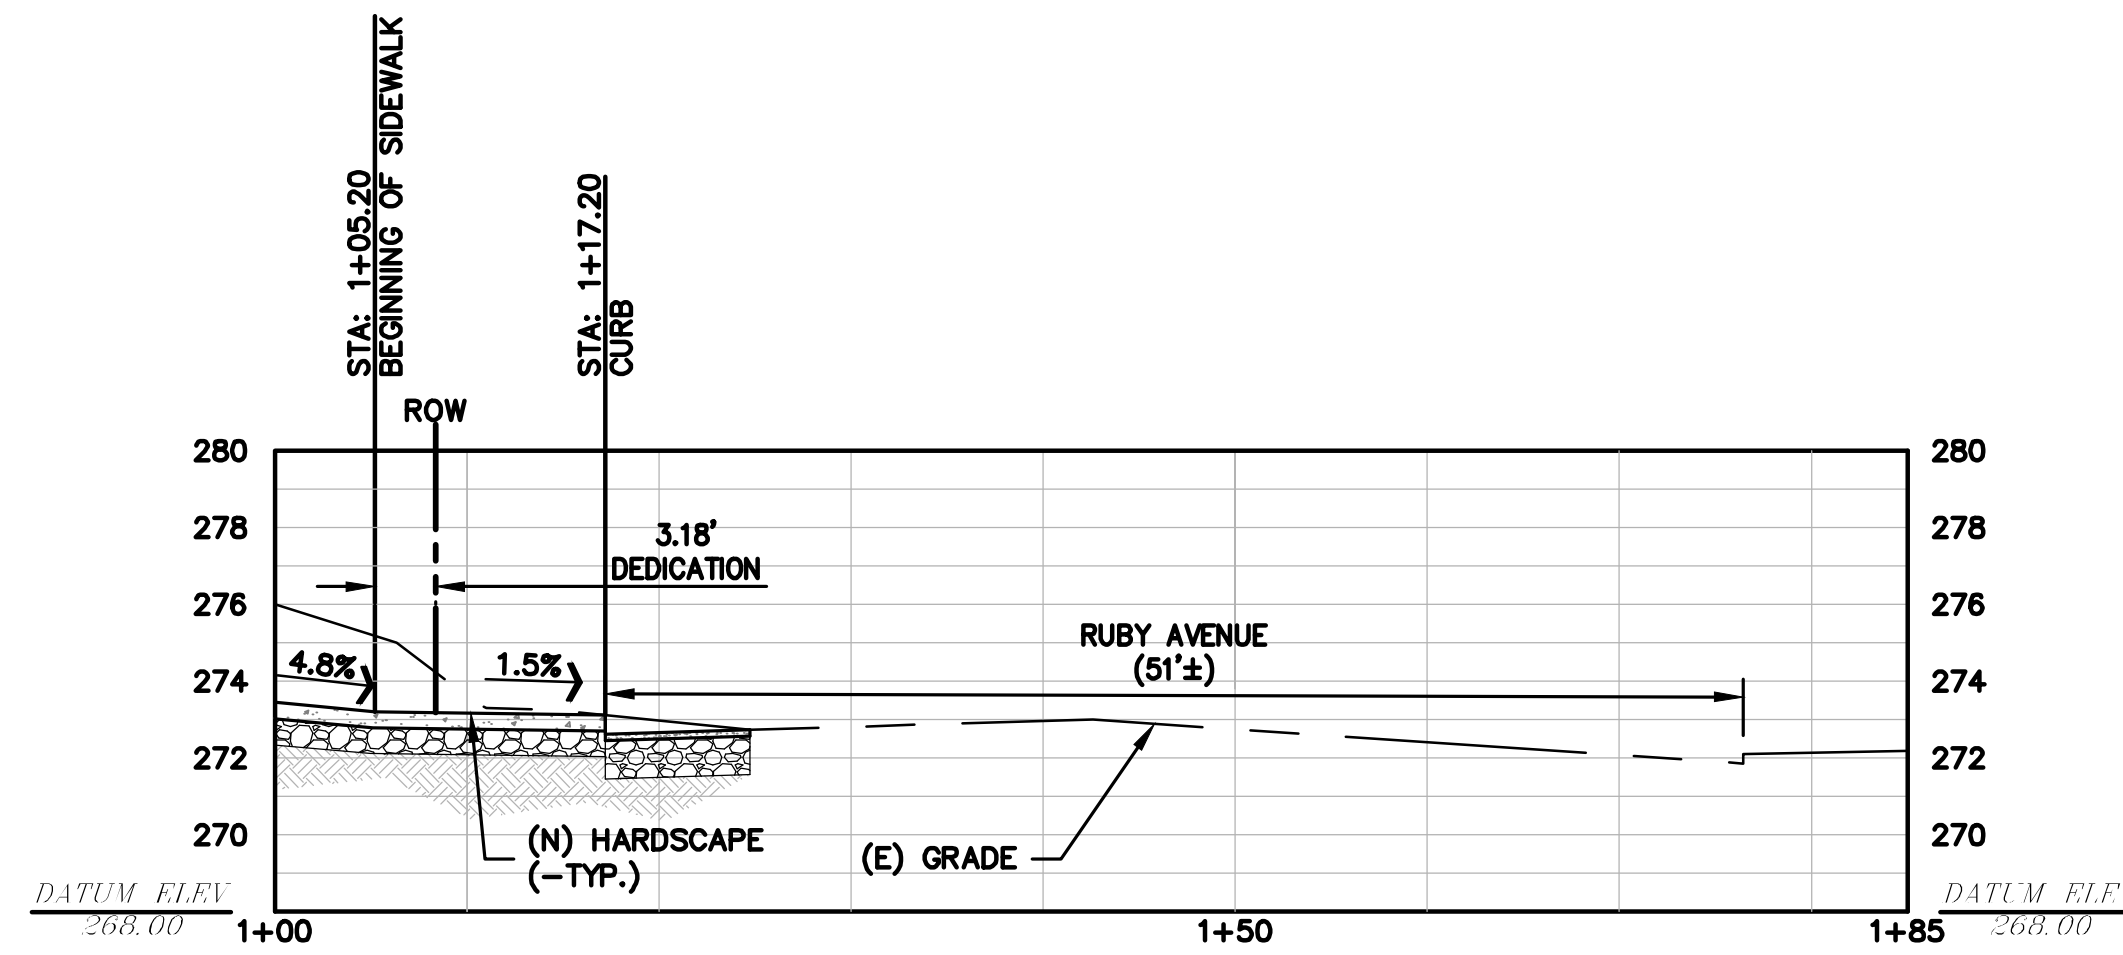 STA: 1+05.20
BEGINNING OF SIDEWALK
STA: 1+17.20
CURB
ROW
280
280
278
278
3.18'
DEDICATION
276
276
RUBY AVENUE
(51'±)
4.8%
1.5%
274
274
272
272
270
270
(N) HARDSCAPE
(-TYP.)
(E) GRADE
DATUM ELEV
268.00
DATUM ELE
268.00
1+00
1+50
1+85